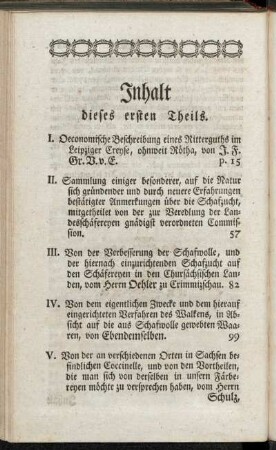 Inhalt
dieses ersten Theils.
I. Oeconomische Beschreibung eines Ritterguths im
Leipziger Creyse, ohnweit Rötha, von J. F.
Gr. V. v. E. p. 15
II. Sammlung einiger besonderer, auf die Natur
sich gründender und durch neuere Erfahrungen
bestätigter Anmerkungen über die Schafzucht,
mitgetheilet von der zur Veredlung der Lan-
desschäfereyen gnädigst verordneten Commis-
sion. 57
III. Von der Verbesserung der Schafwolle, und
der hiernach einzurichtenden Schafzucht auf
den Schäfereyen in den Chursächsischen Lan-
den, vom Herrn Oehler zu Crimmitzschau. 82
IV. Von dem eigentlichen Zwecke und dem hierauf
eingerichteten Verfahren des Walkens, in Ab-
sicht auf die aus Schafwolle gewebten Waa-
ren, von Ebendemselben. 99
V. Von der an verschiedenen Orten in Sachsen be-
findlichen Coccinelle, und von den Vortheilen,
die man sich von derselben in unsern Färbe-
reyen möchte zu versprechen haben, vom Herrn
Schulz,